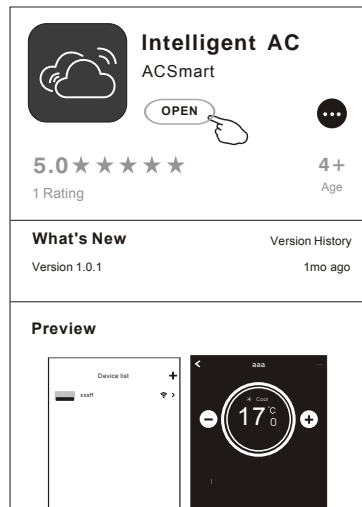 Intelligent AC
ACSmart
OPEN
5.0 ★★★★★
4+
1 Rating
Age
What's New
Version History
Version 1.0.1
1mo ago
Preview
Device list +
xxxff
<
aaa
Cool
− 17 °C +
0